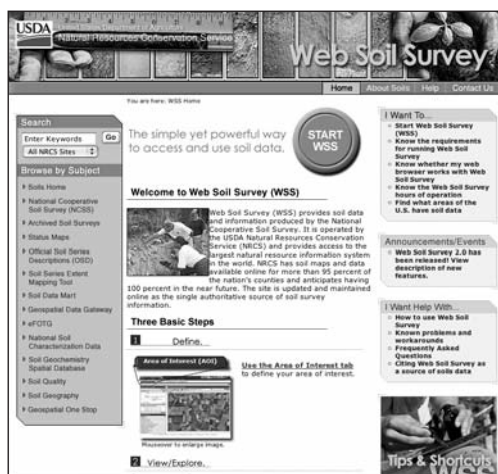 USDA
United States Department of Agriculture
Natural Resources Conservation Service
Web Soil Survey
Home
About Soils
Help
Contact Us
You are here: WSS Home
Search
Enter Keywords
Go
All NRCS Sites
Browse by Subject
Soils Home
National Cooperative
Soil Survey (NCSS)
Archived Soil Surveys
Status Maps
Official Soil Series
Descriptions (OSD)
Soil Series Extent
Mapping Tool
Soil Data Mart
Geospatial Data Gateway
eFOTG
National Soil
Characterization Data
Soil Geochemistry
Spatial Database
Soil Quality
Soil Geography
Geospatial One Stop
The simple yet powerful way
to access and use soil data.
START
WSS
Welcome to Web Soil Survey (WSS)
Web Soil Survey (WSS) provides soil data
and information produced by the National
Cooperative Soil Survey. It is operated by
the USDA Natural Resources Conservation
Service (NRCS) and provides access to the
largest natural resource information system
in the world. NRCS has soil maps and data
available online for more than 95 percent of
the nation's counties and anticipates having
100 percent in the near future. The site is updated and maintained
online as the single authoritative source of soil survey
information.
Three Basic Steps
1 Define.
Area of Interest (AOI)
Use the Area of Interest tab
to define your area of interest.
Mouseover to enlarge image.
2 View/Explore.
I Want To...
Start Web Soil Survey
(WSS)
Know the requirements
for running Web Soil
Survey
Know whether my web
browser works with Web
Soil Survey
Know the Web Soil Survey
hours of operation
Find what areas of the
U.S. have soil data
Announcements/Events
Web Soil Survey 2.0 has
been released! View
description of new
features.
I Want Help With...
How to use Web Soil
Survey
Known problems and
workarounds
Frequently Asked
Questions
Citing Web Soil Survey as
a source of soils data
Tips & Shortcuts